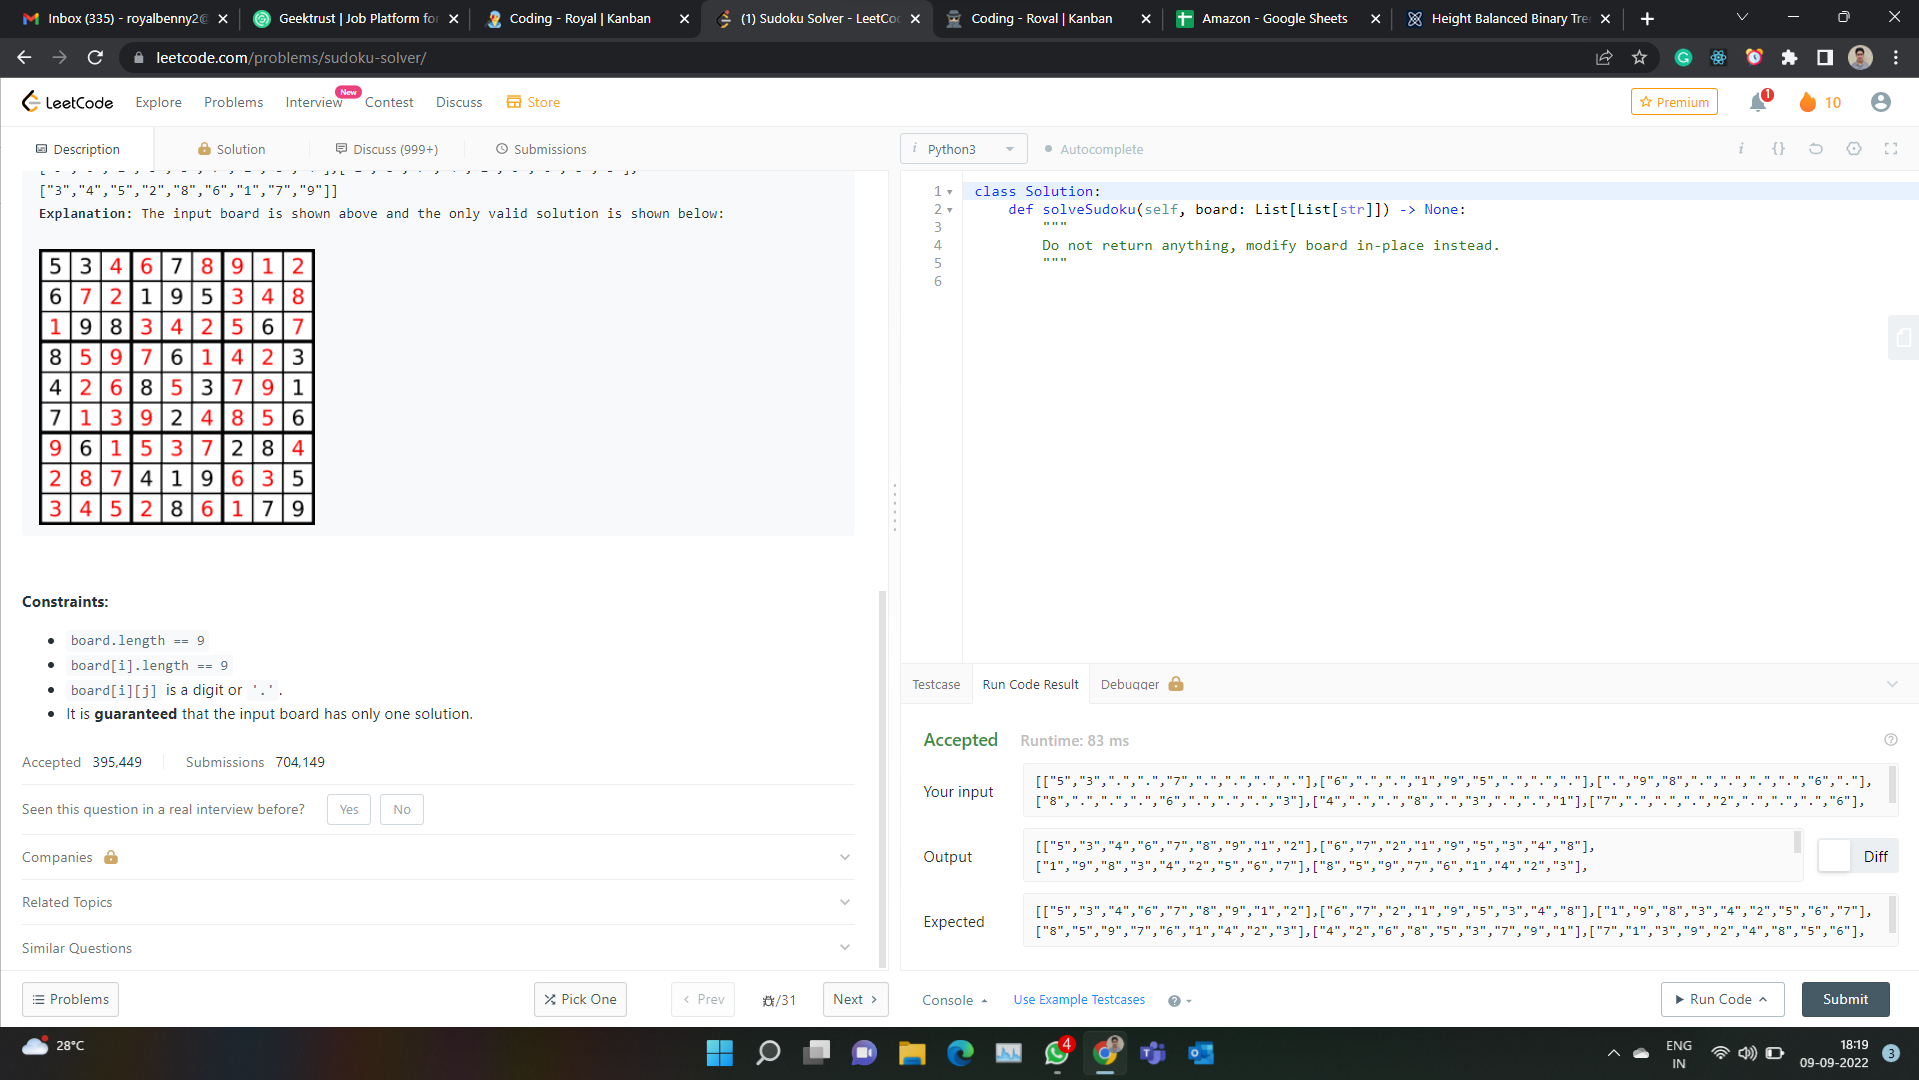 Inbox (335) - royalbenny2@
Geektrust | Job Platform for
Coding - Royal | Kanban
(1) Sudoku Solver - LeetCo
Coding - Royal | Kanban
Amazon - Google Sheets
Height Balanced Binary Tre
leetcode.com/problems/sudoku-solver/
LeetCode
Explore
Problems
Interview
New
Contest
Discuss
Store
Premium
1
10
Description
Solution
Discuss (999+)
Submissions
Python3
Autocomplete
["3","4","5","2","8","6","1","7","9"]]
Explanation: The input board is shown above and the only valid solution is shown below:
5 3 4 6 7 8 9 1 2
6 7 2 1 9 5 3 4 8
1 9 8 3 4 2 5 6 7
8 5 9 7 6 1 4 2 3
4 2 6 8 5 3 7 9 1
7 1 3 9 2 4 8 5 6
9 6 1 5 3 7 2 8 4
2 8 7 4 1 9 6 3 5
3 4 5 2 8 6 1 7 9
Constraints:
board.length == 9
board[i].length == 9
board[i][j] is a digit or '.'.
It is guaranteed that the input board has only one solution.
Accepted 395,449 Submissions 704,149
Seen this question in a real interview before? Yes No
Companies
Related Topics
Similar Questions
Problems
Pick One
Prev
/31
Next
1 class Solution:
2 def solveSudoku(self, board: List[List[str]]) -> None:
3 """
4 Do not return anything, modify board in-place instead.
5 """
6
Testcase
Run Code Result
Debugger
Accepted Runtime: 83 ms
Your input
[["5","3",".",".","7",".",".",".","."],["6",".",".","1","9","5",".",".","."],[".","9","8",".",".",".",".","6","."],
["8",".",".",".","6",".",".",".","3"],["4",".",".","8",".","3",".",".","1"],["7",".",".",".","2",".",".",".","6"],
Output
[["5","3","4","6","7","8","9","1","2"],["6","7","2","1","9","5","3","4","8"],
["1","9","8","3","4","2","5","6","7"],["8","5","9","7","6","1","4","2","3"],
Diff
Expected
[["5","3","4","6","7","8","9","1","2"],["6","7","2","1","9","5","3","4","8"],["1","9","8","3","4","2","5","6","7"],
["8","5","9","7","6","1","4","2","3"],["4","2","6","8","5","3","7","9","1"],["7","1","3","9","2","4","8","5","6"],
Console
Use Example Testcases
Run Code
Submit
28°C
4
ENG
IN
18:19
09-09-2022
3